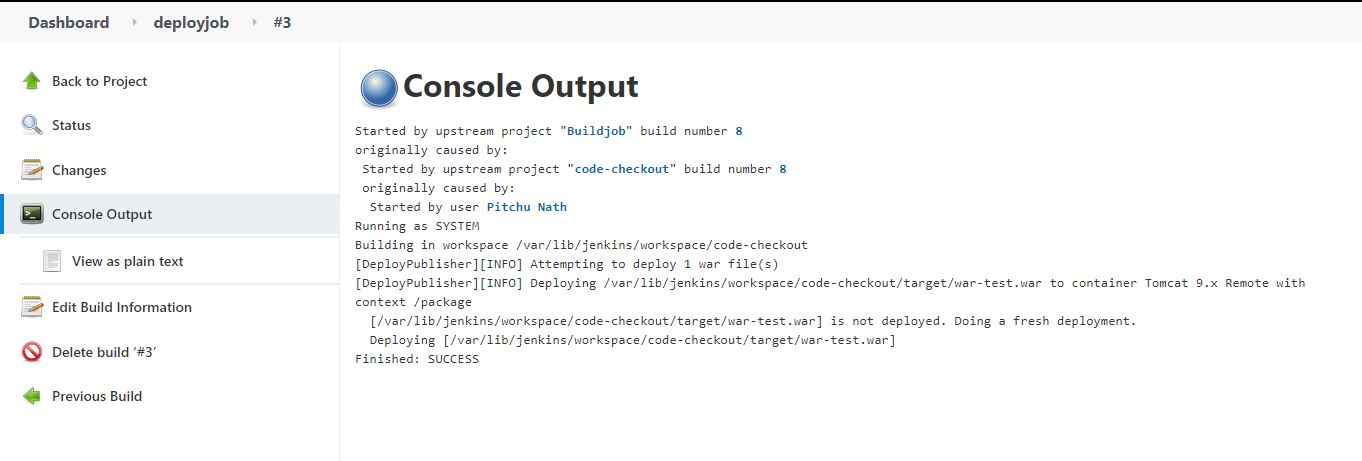 Dashboard deployjob #3
Back to Project
Status
Changes
Console Output
View as plain text
Edit Build Information
Delete build ‘#3’
Previous Build
Console Output
Started by upstream project "Buildjob" build number 8
originally caused by:
Started by upstream project "code-checkout" build number 8
originally caused by:
Started by user Pitchu Nath
Running as SYSTEM
Building in workspace /var/lib/jenkins/workspace/code-checkout
[DeployPublisher][INFO] Attempting to deploy 1 war file(s)
[DeployPublisher][INFO] Deploying /var/lib/jenkins/workspace/code-checkout/target/war-test.war to container Tomcat 9.x Remote with
context /package
[/var/lib/jenkins/workspace/code-checkout/target/war-test.war] is not deployed. Doing a fresh deployment.
Deploying [/var/lib/jenkins/workspace/code-checkout/target/war-test.war]
Finished: SUCCESS